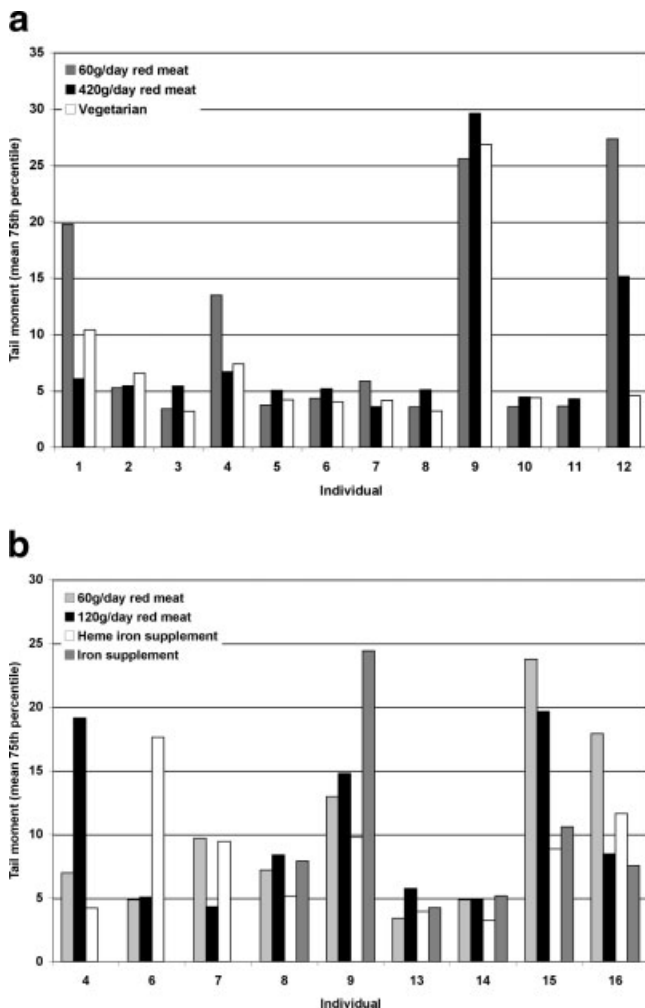 a
35
30
25
20
15
10
5
0
Tail moment (mean 75th percentile)
60g/day red meat
420g/day red meat
Vegetarian
1 2 3 4 5 6 7 8 9 10 11 12
Individual
b
30
25
20
15
10
5
0
Tail moment (mean 75th percentile)
60g/day red meat
120g/day red meat
Heme iron supplement
Iron supplement
4 6 7 8 9 13 14 15 16
Individual